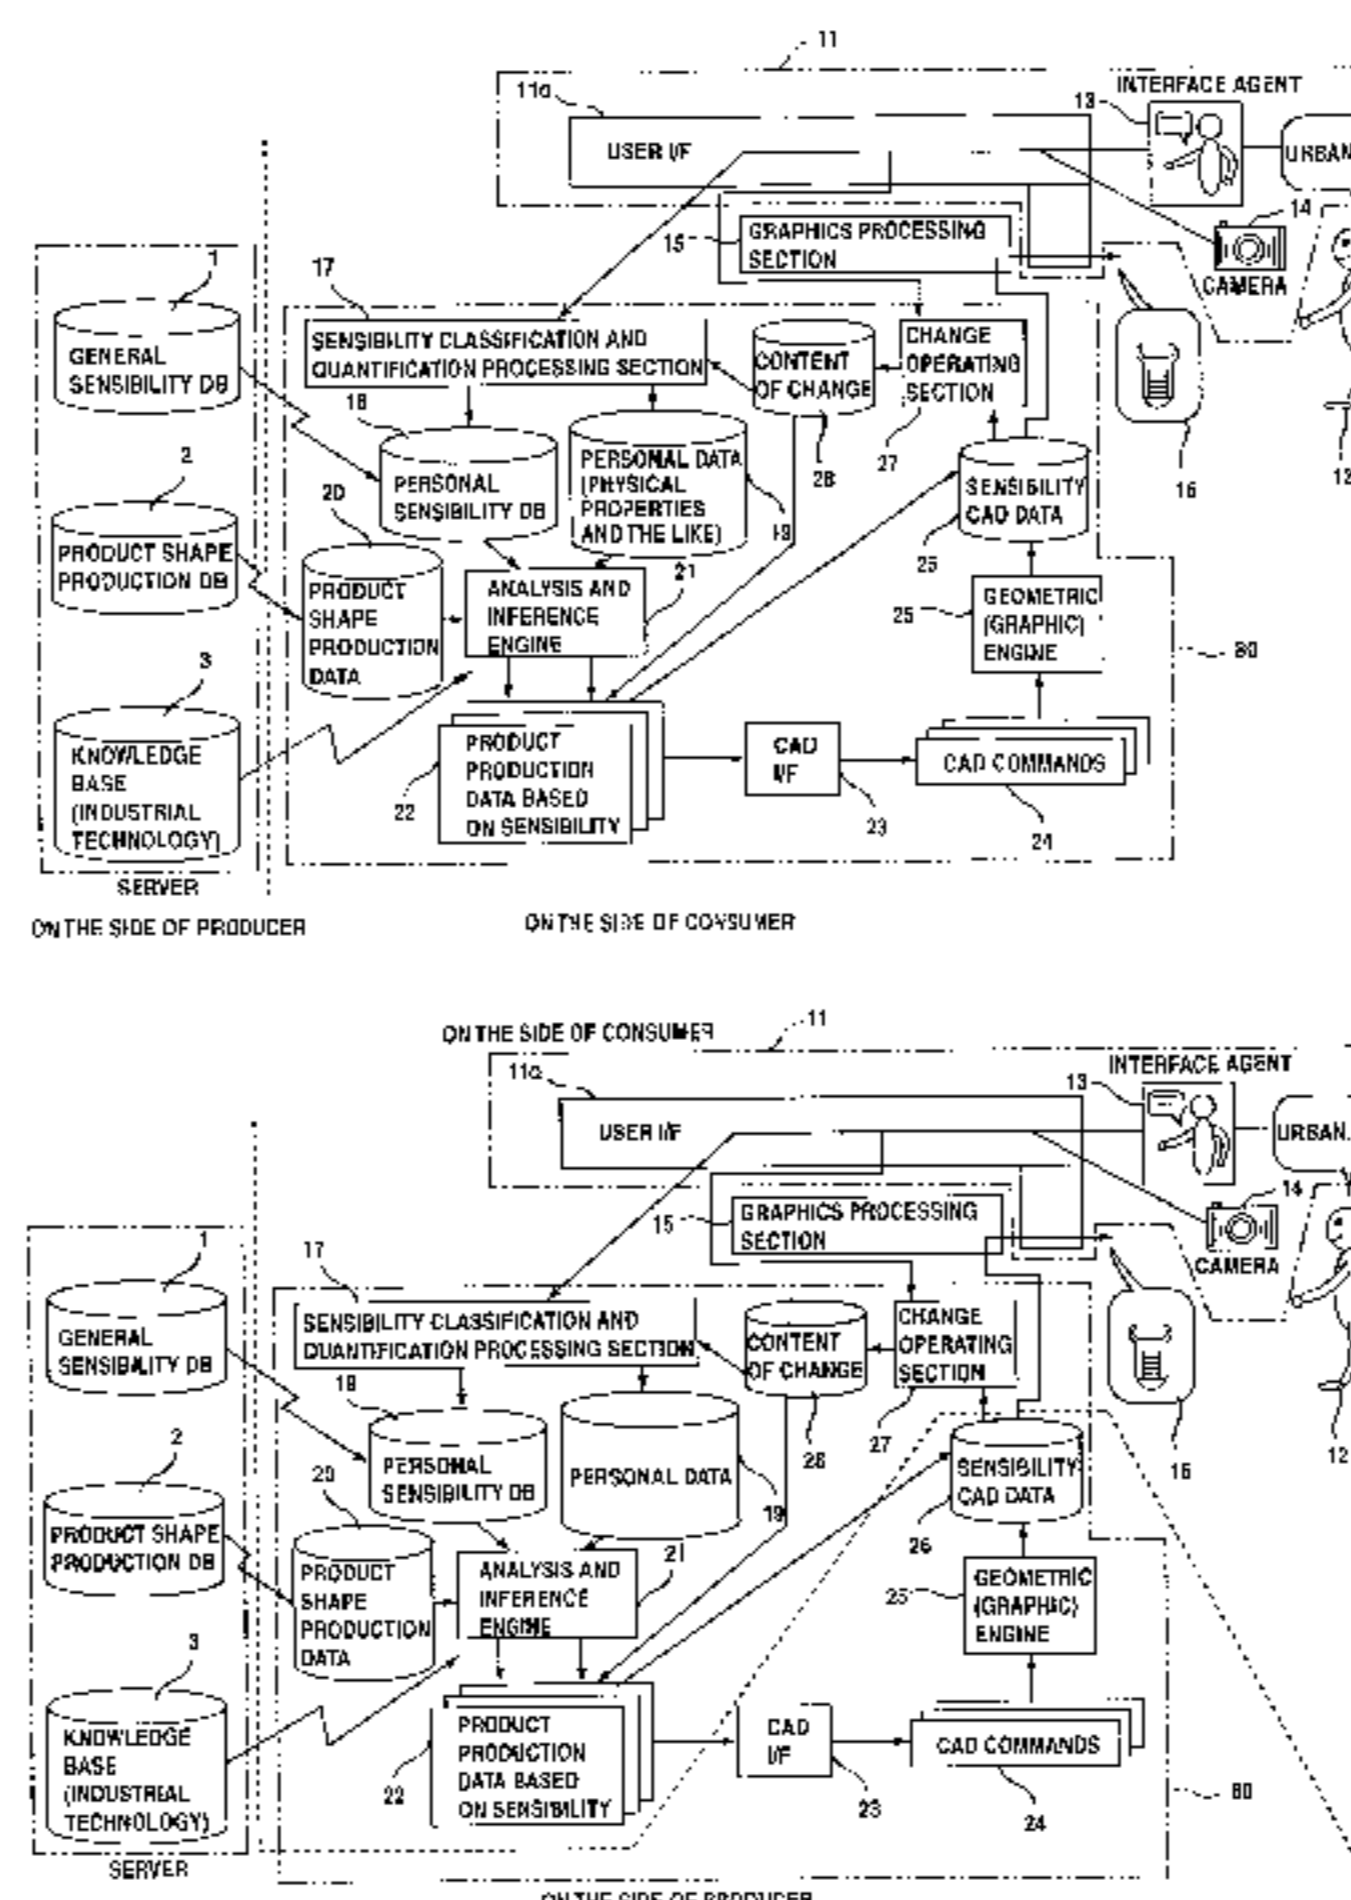 11
11a
INTERFACE AGENT
13
USER I/F
URBAN
14
15
GRAPHICS PROCESSING
SECTION
CAMERA
1
17
GENERAL
SENSIBILITY DB
SENSIBILITY CLASSIFICATION AND
QUANTIFICATION PROCESSING SECTION
CONTENT
OF CHANGE
CHANGE
OPERATING
SECTION
18
28
27
16
12
2
20
PERSONAL
SENSIBILITY DB
PERSONAL DATA
(PHYSICAL
PROPERTIES
AND THE LIKE)
19
SENSIBILITY
CAD DATA
25
PRODUCT SHAPE
PRODUCTION DB
PRODUCT
SHAPE
PRODUCTION
DATA
ANALYSIS AND
INFERENCE
ENGINE
21
25
GEOMETRIC
(GRAPHIC)
ENGINE
80
3
KNOWLEDGE
BASE
(INDUSTRIAL
TECHNOLOGY)
22
PRODUCT
PRODUCTION
DATA BASED
ON SENSIBILITY
CAD
I/F
23
CAD COMMANDS
24
SERVER
ON THE SIDE OF PRODUCER
ON THE SIDE OF CONSUMER
ON THE SIDE OF CONSUMER
11
11a
INTERFACE AGENT
13
USER I/F
URBAN
14
15
GRAPHICS PROCESSING
SECTION
CAMERA
1
17
GENERAL
SENSIBILITY DB
SENSIBILITY CLASSIFICATION AND
QUANTIFICATION PROCESSING SECTION
CONTENT
OF CHANGE
CHANGE
OPERATING
SECTION
18
28
27
16
12
2
20
PERSONAL
SENSIBILITY DB
PERSONAL DATA
19
SENSIBILITY
CAD DATA
26
PRODUCT SHAPE
PRODUCTION DB
PRODUCT
SHAPE
PRODUCTION
DATA
ANALYSIS AND
INFERENCE
ENGINE
21
25
GEOMETRIC
(GRAPHIC)
ENGINE
3
KNOWLEDGE
BASE
(INDUSTRIAL
TECHNOLOGY)
22
PRODUCT
PRODUCTION
DATA BASED
ON SENSIBILITY
CAD
I/F
23
CAD COMMANDS
24
80
SERVER
ON THE SIDE OF PRODUCER